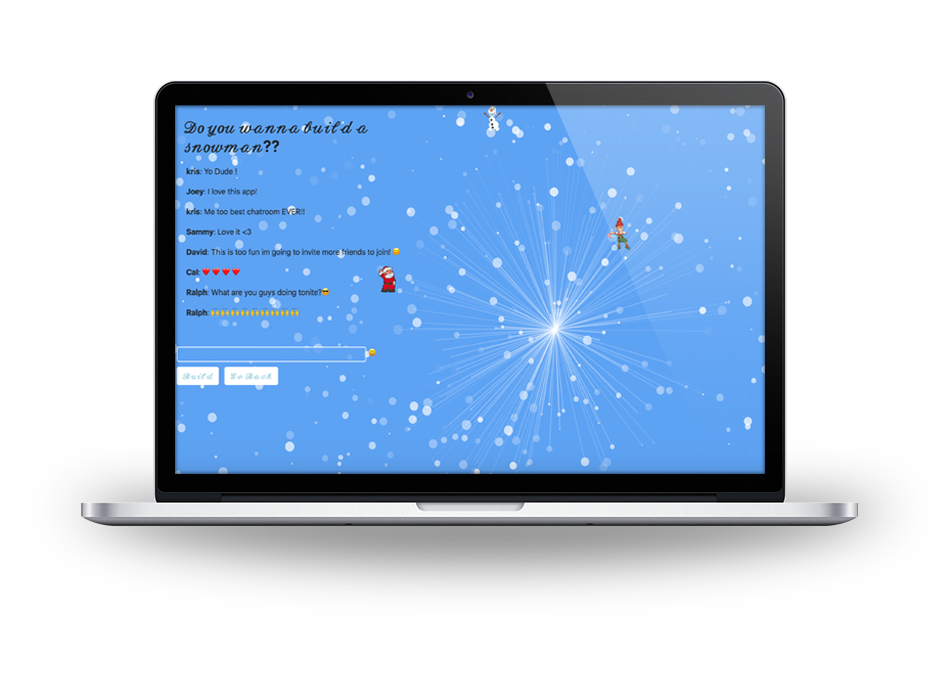 Do you wanna build a
snowman??
kris: Yo Dude !
Joey: I love this app!
kris: Me too best chatroom EVER!!
Sammy: Love it <3
David: This is too fun im going to invite more friends to join! 😊
Cal: ❤️❤️❤️❤️
Ralph: What are you guys doing tonite?😎
Ralph:
Build
Go Back